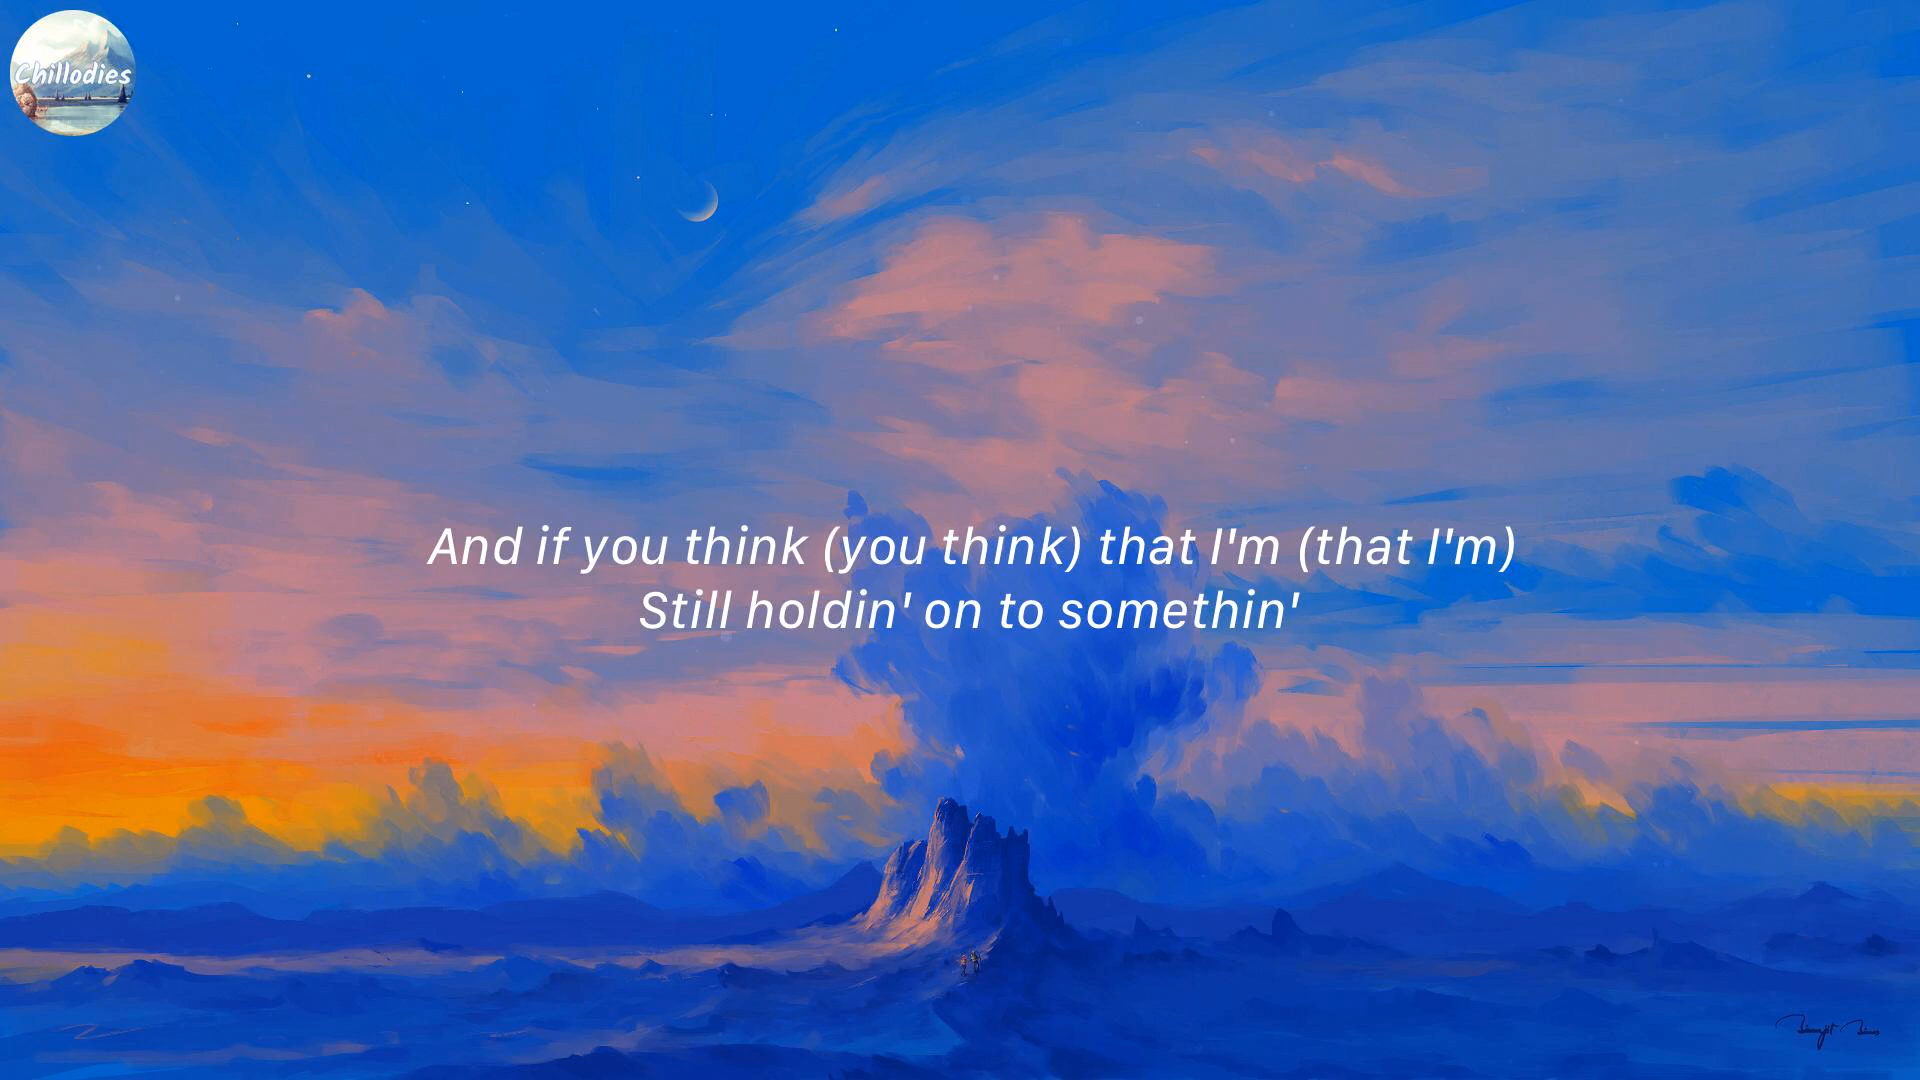 Chillodies
And if you think (you think) that I'm (that I'm)
Still holdin' on to somethin'